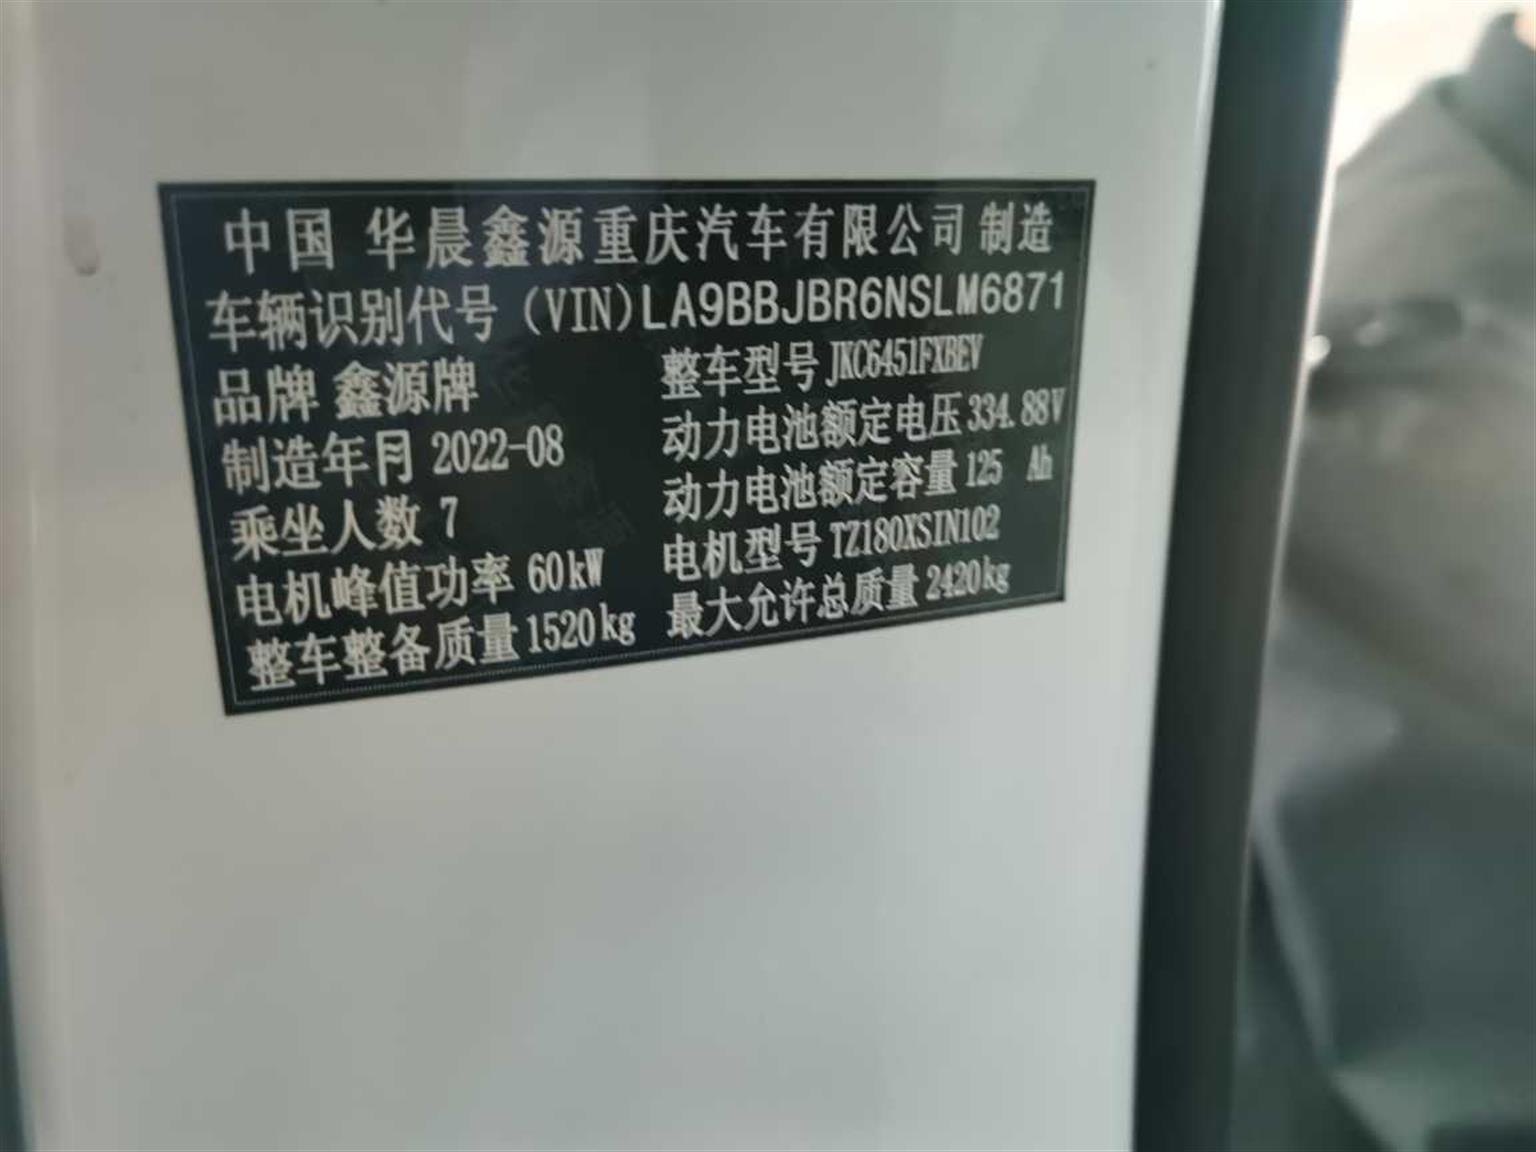 中国 华晨鑫源重庆汽车有限公司 制造
车辆识别代号（VIN）LA9BBJBR6NSLM6871
品牌 鑫源牌 整车型号 JKC6451FXBEV
制造年月 2022-08 动力电池额定电压 334.88V
乘坐人数 7 动力电池额定容量 125 Ah
电机峰值功率 60kW 电机型号 TZ180XSIN102
整车整备质量 1520kg 最大允许总质量 2420kg